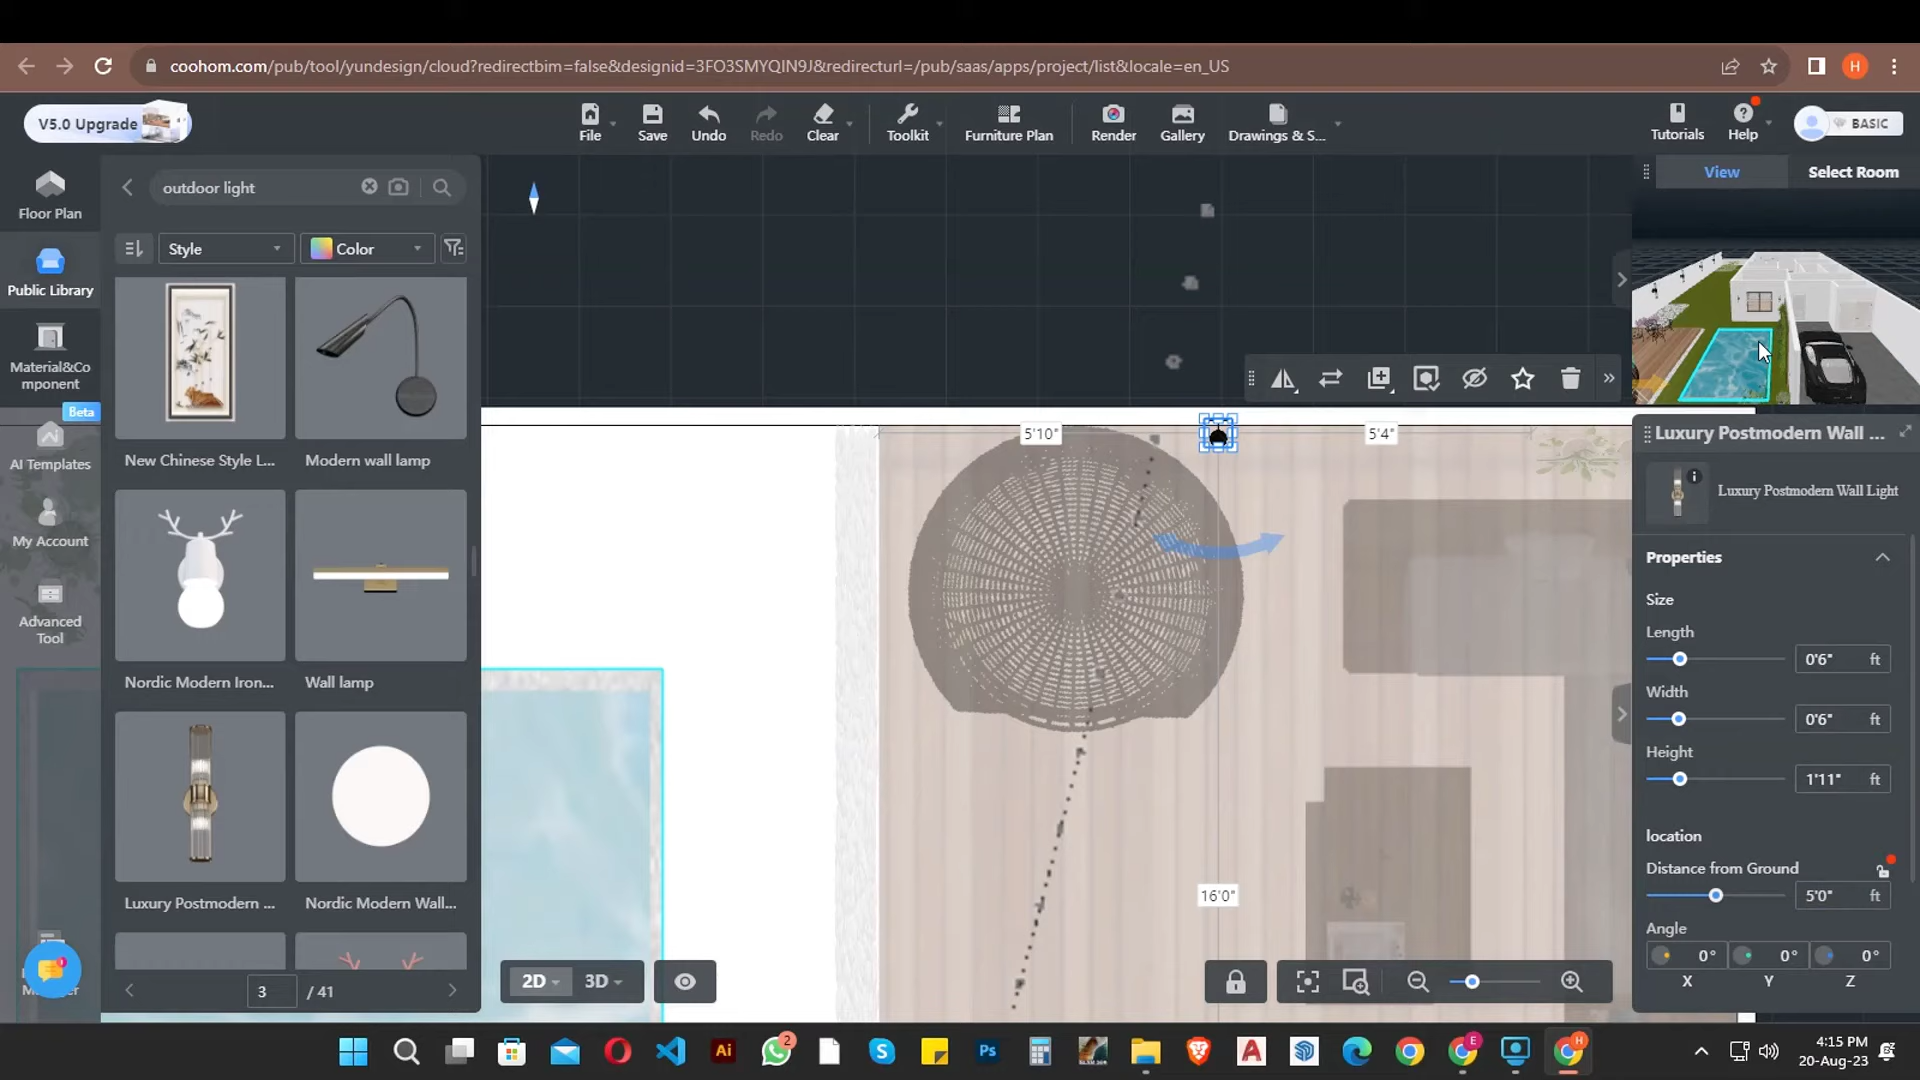 coohom.com/pub/tool/yundesign/cloud?redirectbim=false&designid=3FO3SMYQIN9J&redirecturl=/pub/saas/apps/project/list&locale=en_US
H
V5.0 Upgrade
File
Save
Undo
Redo
Clear
Toolkit
Furniture Plan
Render
Gallery
Drawings & S...
Tutorials
Help
BASIC
Floor Plan
Public Library
Material&Co
mponent
Beta
AI Templates
My Account
Advanced
Tool
outdoor light
Style
Color
New Chinese Style L...
Modern wall lamp
Nordic Modern Iron...
Wall lamp
Luxury Postmodern ...
Nordic Modern Wall...
3 / 41
5'10"
5'4"
16'0"
2D
3D
View
Select Room
Luxury Postmodern Wall ...
Luxury Postmodern Wall Light
Properties
Size
Length
0'6" ft
Width
0'6" ft
Height
1'11" ft
location
Distance from Ground
5'0" ft
Angle
0° 0° 0°
X Y Z
Ai
2
S
Ps
A
E
H
4:15 PM
20-Aug-23